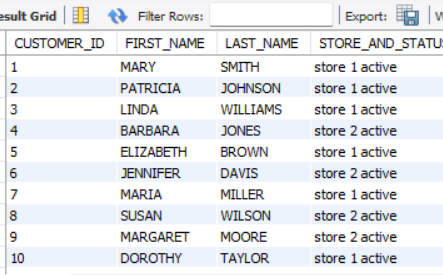 esult Grid Filter Rows: Export:
CUSTOMER_ID FIRST_NAME LAST_NAME STORE_AND_STATUS
1 MARY SMITH store 1 active
2 PATRICIA JOHNSON store 1 active
3 LINDA WILLIAMS store 1 active
4 BARBARA JONES store 2 active
5 ELIZABETH BROWN store 1 active
6 JENNIFER DAVIS store 2 active
7 MARIA MILLER store 1 active
8 SUSAN WILSON store 2 active
9 MARGARET MOORE store 2 active
10 DOROTHY TAYLOR store 1 active